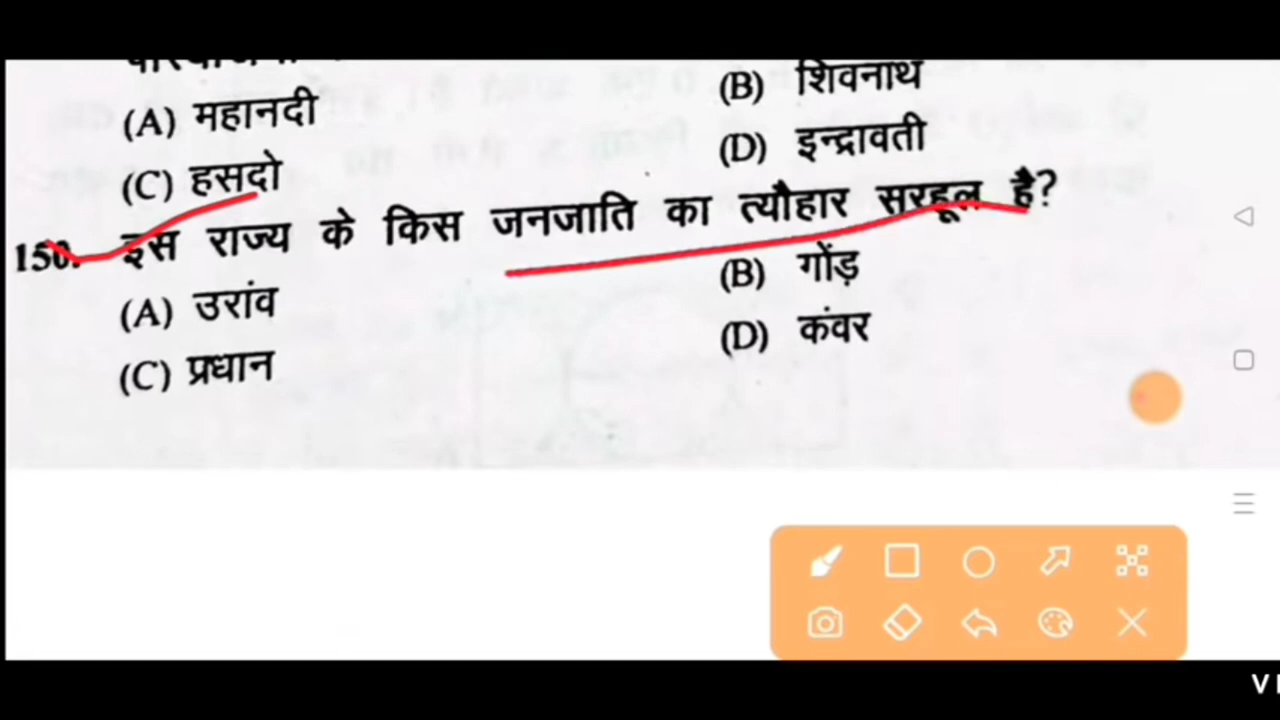 (A) महानदी (B) शिवनाथ
(C) हसदो (D) इन्द्रावती
150. इस राज्य के किस जनजाति का त्यौहार सरहूल है?
(A) उरांव (B) गोंड़
(C) प्रधान (D) कंवर